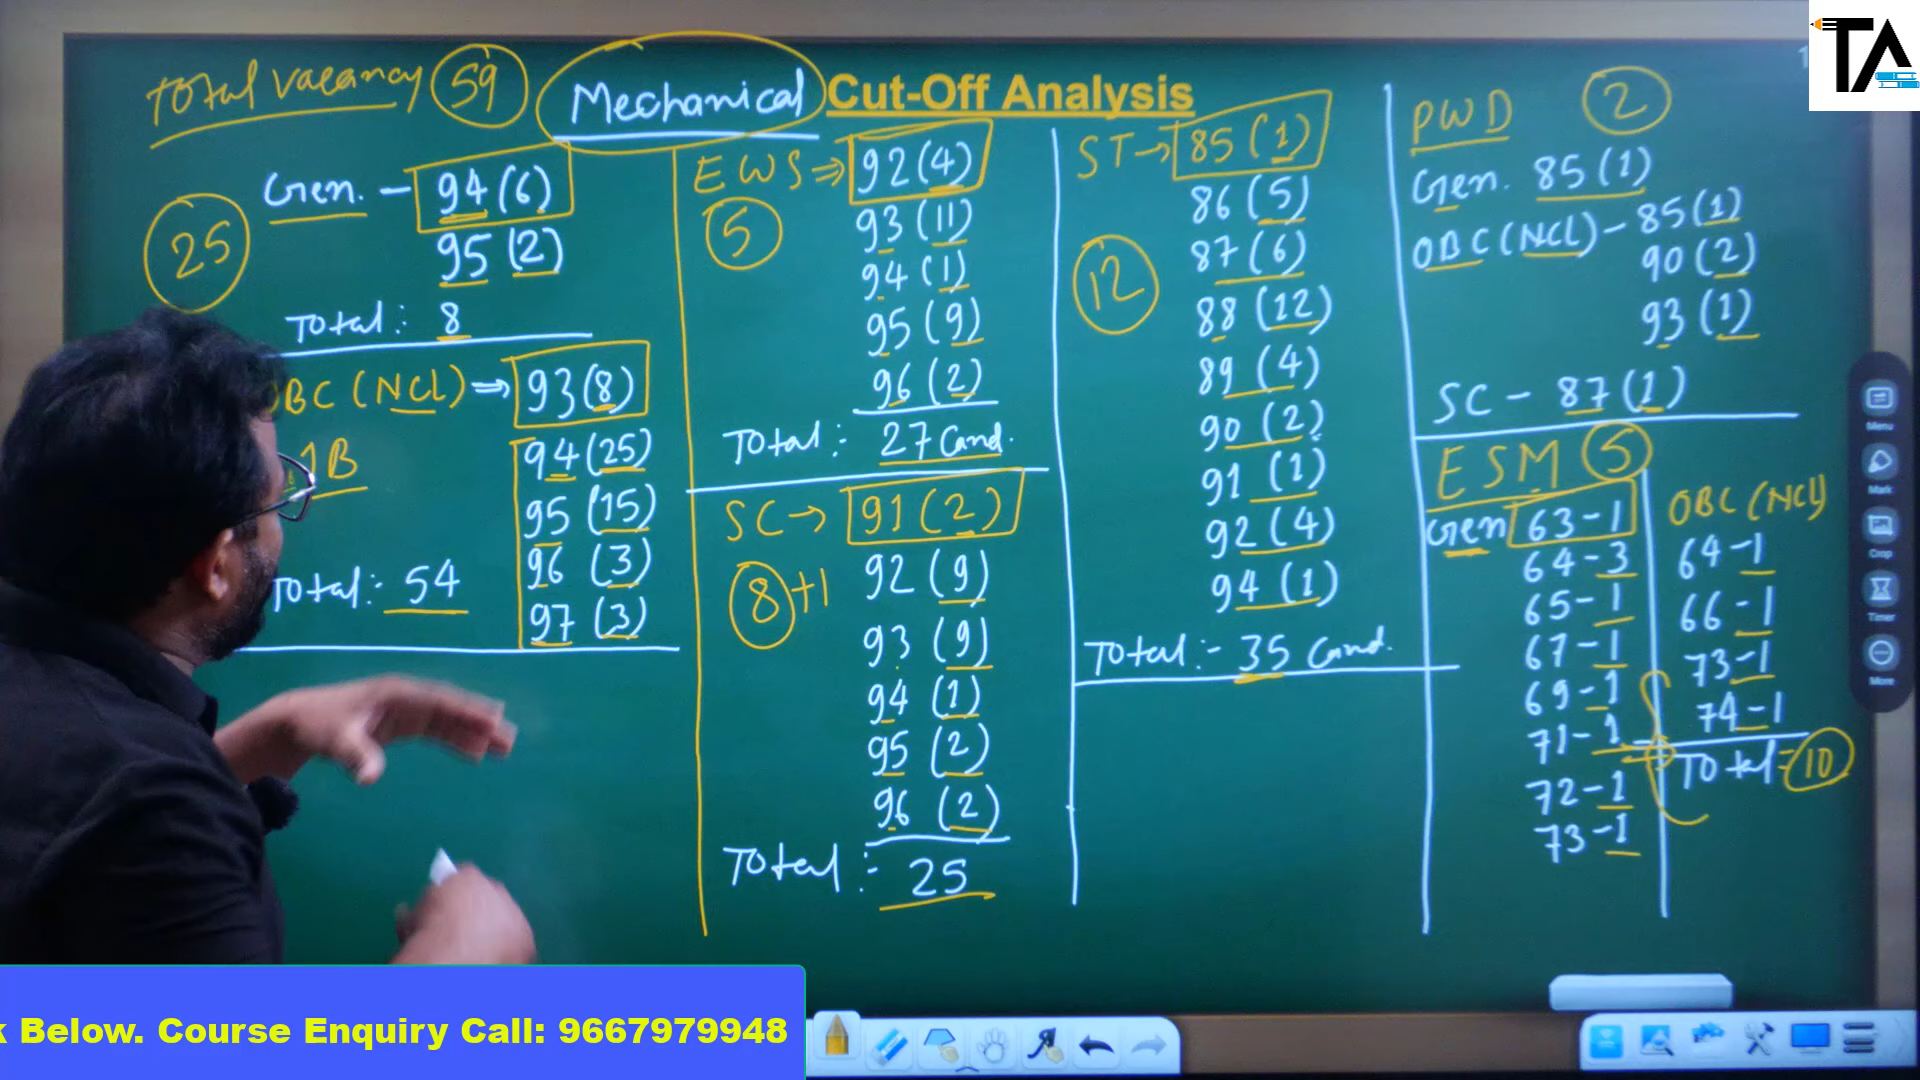 TA
Total vacancy 59
Mechanical Cut-Off Analysis
Gen. - 94 (6)
25
95 (2)
Total :- 8
OBC (NCL) ⇒ 93 (8)
1B
94 (25)
95 (15)
96 (3)
97 (3)
Total :- 54
EWS ⇒ 92 (4)
5
93 (11)
94 (1)
95 (9)
96 (2)
Total :- 27 Cand.
SC → 91 (2)
8 +1
92 (9)
93 (9)
94 (1)
95 (2)
96 (2)
Total :- 25
ST → 85 (1)
12
86 (5)
87 (6)
88 (12)
89 (4)
90 (2)
91 (1)
92 (4)
94 (1)
Total :- 35 Cand.
PWD 2
Gen. 85 (1)
OBC (NCL) - 85 (1)
90 (2)
93 (1)
SC - 87 (1)
ESM 5
Gen 63-1
64-3
65-1
67-1
69-1
71-1
72-1
73-1
OBC (NCL)
64-1
66-1
73-1
74-1
Total = 10
Menu
Mark
Crop
Timer
More
k Below. Course Enquiry Call: 9667979948